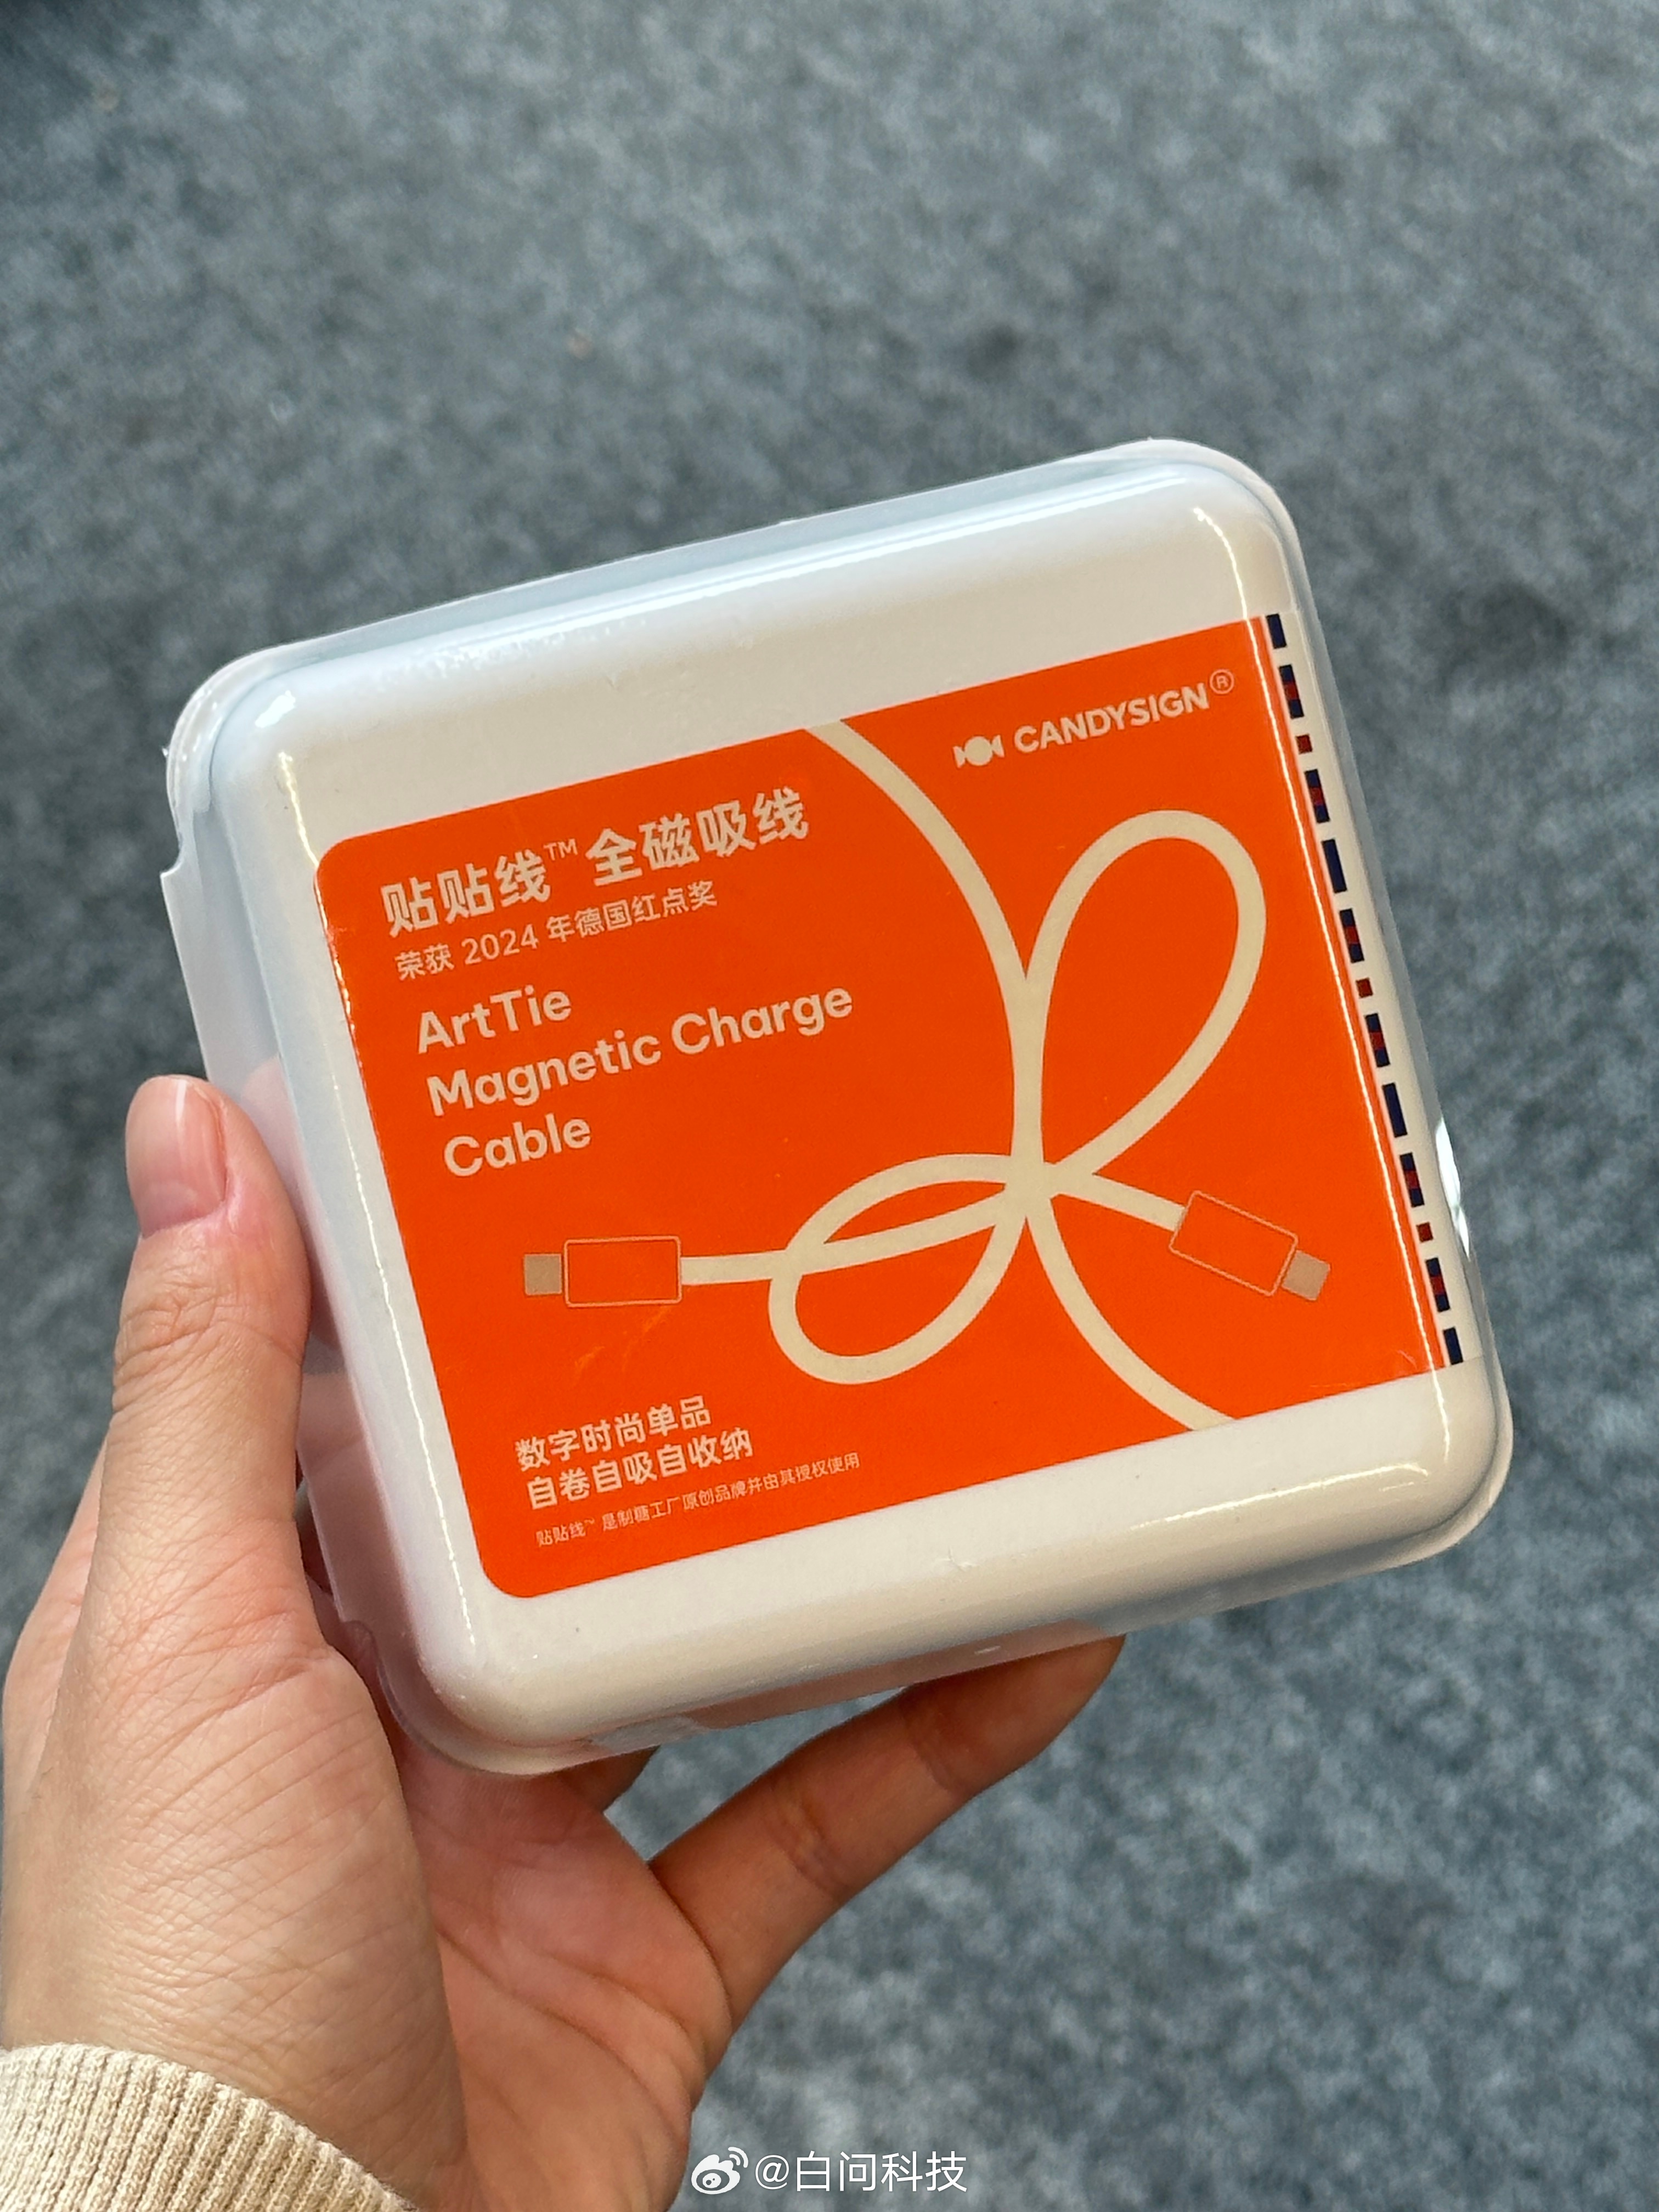 CANDYSIGN®
贴贴线™全磁吸线
荣获 2024 年德国红点奖
ArtTie
Magnetic Charge
Cable
数字时尚单品
自卷自吸自收纳
贴贴线™ 是制糖工厂原创品牌并由其授权使用
@白问科技